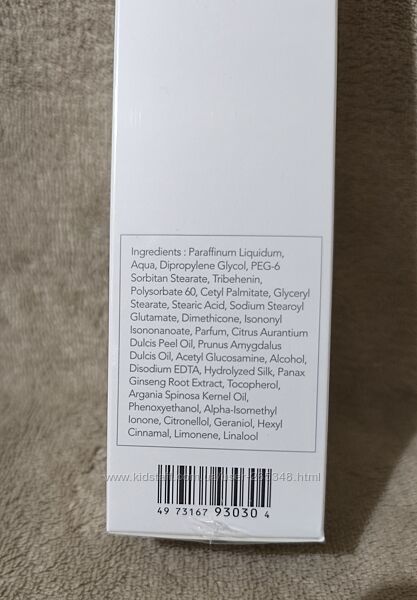 Ingredients : Paraffinum Liquidum,
Aqua, Dipropylene Glycol, PEG-6
Sorbitan Stearate, Tribehenin,
Polysorbate 60, Cetyl Palmitate, Glyceryl
Stearate, Stearic Acid, Sodium Stearoyl
Glutamate, Dimethicone, Isononyl
Isononanoate, Parfum, Citrus Aurantium
Dulcis Peel Oil, Prunus Amygdalus
Dulcis Oil, Acetyl Glucosamine, Alcohol,
Disodium EDTA, Hydrolyzed Silk, Panax
Ginseng Root Extract, Tocopherol,
Argania Spinosa Kernel Oil,
Phenoxyethanol, Alpha-Isomethyl
Ionone, Citronellol, Geraniol, Hexyl
Cinnamal, Limonene, Linalool
4 973167 930304